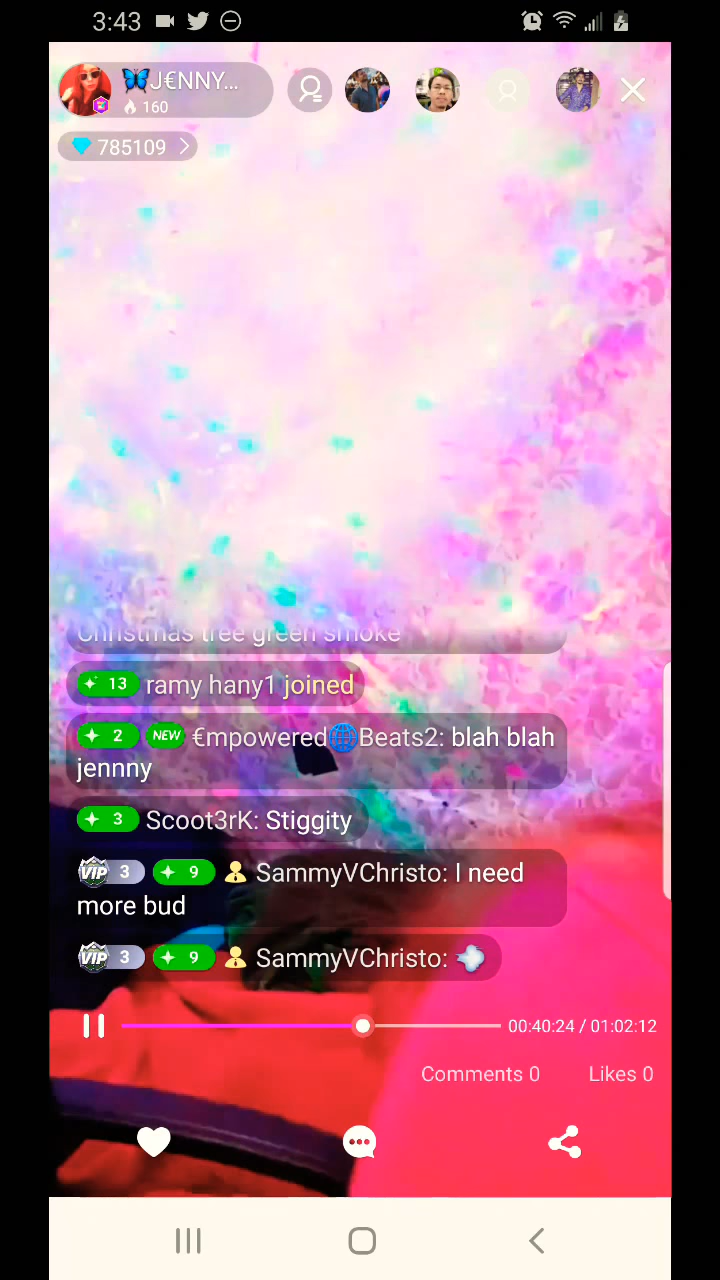 3:43
🦋J€NNY...
160
785109
Christmas tree green smoke
13 ramy hany1 joined
2 NEW €mpowered🌐Beats2: blah blah
jennny
3 Scoot3rK: Stiggity
VIP 3 9 SammyVChristo: I need
more bud
VIP 3 9 SammyVChristo: 💨
00:40:24 / 01:02:12
Comments 0 Likes 0